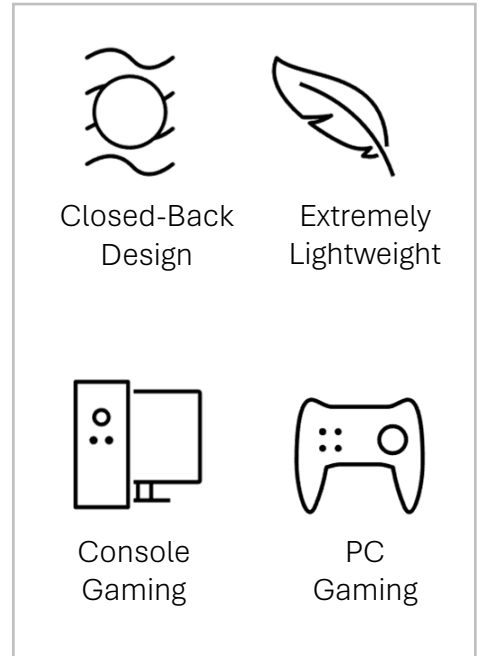 Closed-Back
Design
Extremely
Lightweight
Console
Gaming
PC
Gaming